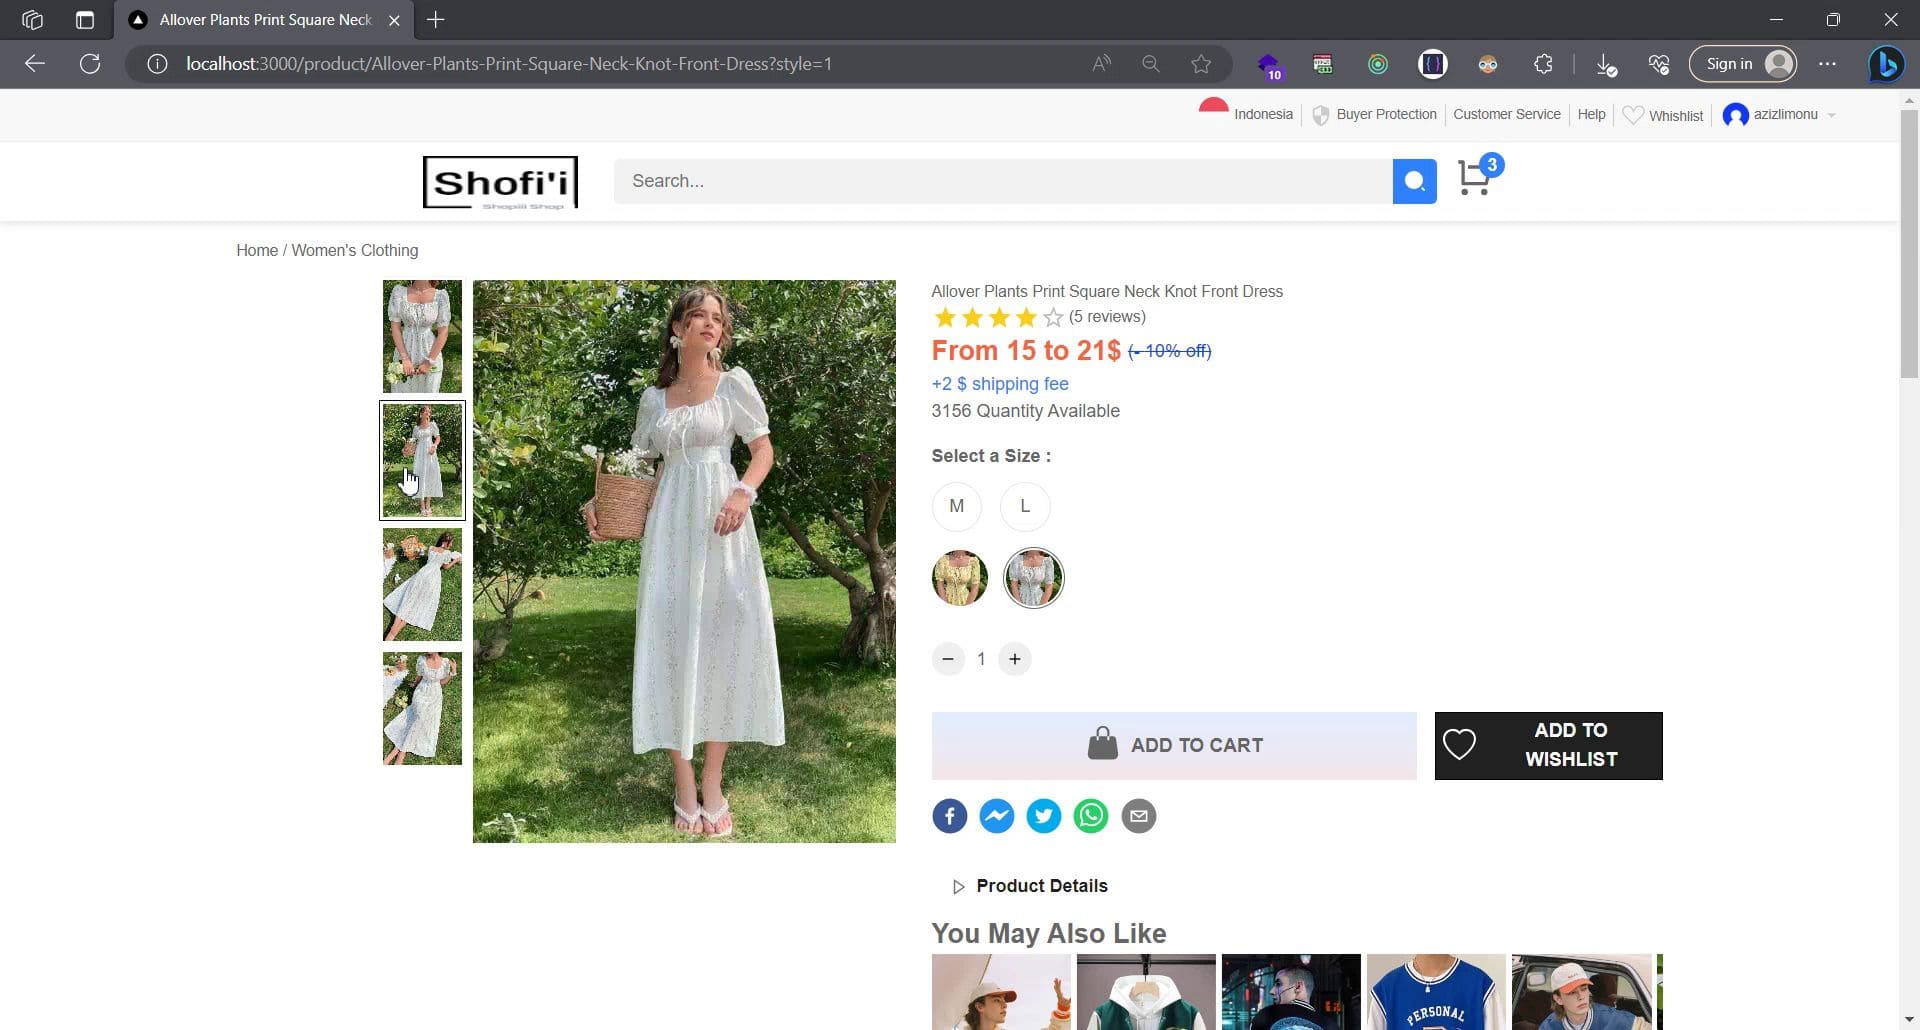 Allover Plants Print Square Neck
localhost:3000/product/Allover-Plants-Print-Square-Neck-Knot-Front-Dress?style=1
10
Sign in
Indonesia
Buyer Protection
Customer Service
Help
Whishlist
azizlimonu
Shofi'i
Shopiii Shop
Search...
3
Home / Women's Clothing
Allover Plants Print Square Neck Knot Front Dress
(5 reviews)
From 15 to 21$ (- 10% off)
+2 $ shipping fee
3156 Quantity Available
Select a Size :
M
L
− 1 +
ADD TO CART
ADD TO
WISHLIST
Product Details
You May Also Like
PERSONAL